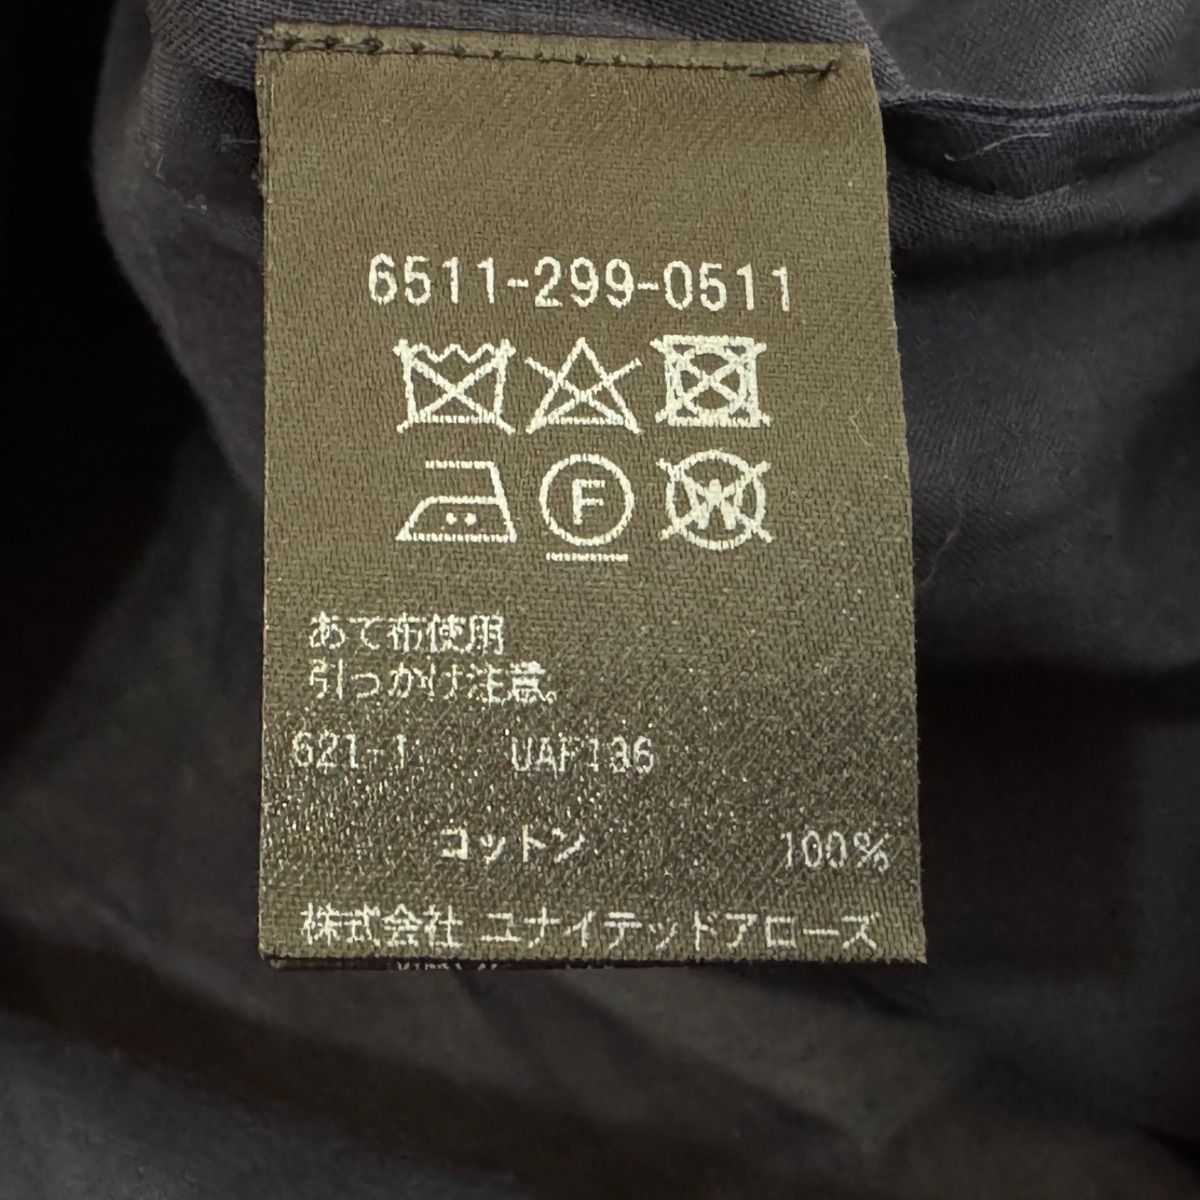 6511-299-0511
F
W
あて布使用
引っかけ注意。
コットン 100%
株式会社 ユナイテッドアローズ